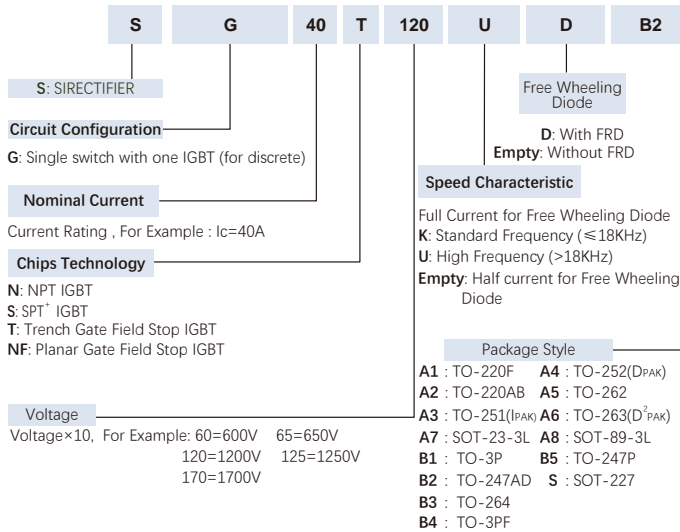 S G 40 T 120 U D B2
S: SIRECTIFIER
Circuit Configuration
G: Single switch with one IGBT (for discrete)
Nominal Current
Current Rating , For Example : Ic=40A
Chips Technology
N: NPT IGBT
S: SPT⁺ IGBT
T: Trench Gate Field Stop IGBT
NF: Planar Gate Field Stop IGBT
Voltage
Voltage×10, For Example: 60=600V 65=650V
120=1200V 125=1250V
170=1700V
Free Wheeling
Diode
D: With FRD
Empty: Without FRD
Speed Characteristic
Full Current for Free Wheeling Diode
K: Standard Frequency (≤18KHz)
U: High Frequency (>18KHz)
Empty: Half current for Free Wheeling
Diode
Package Style
A1 : TO-220F A4 : TO-252(DPAK)
A2 : TO-220AB A5 : TO-262
A3 : TO-251(IPAK) A6 : TO-263(D²PAK)
A7 : SOT-23-3L A8 : SOT-89-3L
B1 : TO-3P B5 : TO-247P
B2 : TO-247AD S : SOT-227
B3 : TO-264
B4 : TO-3PF